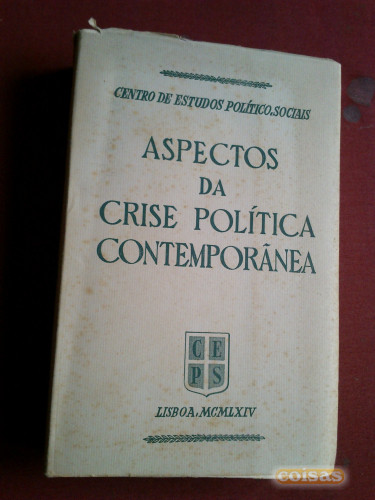 CENTRO DE ESTUDOS POLÍTICO-SOCIAIS
ASPECTOS
DA
CRISE POLÍTICA
CONTEMPORÂNEA
C E
P S
LISBOA, MCMLXIV
coisas